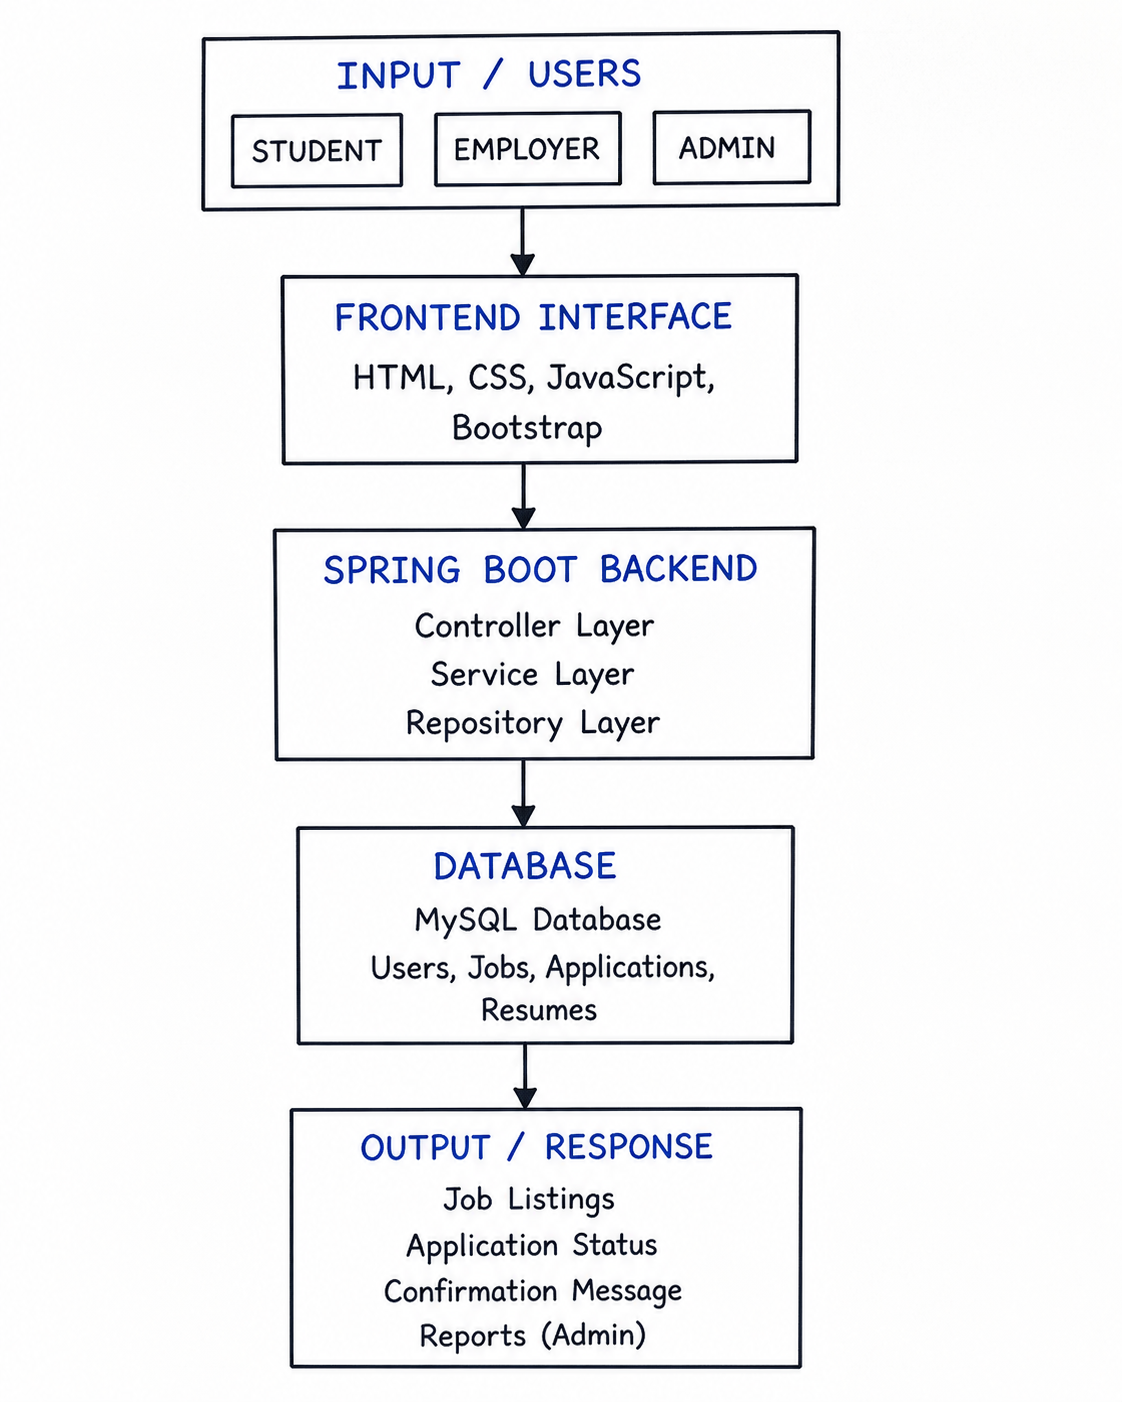 INPUT / USERS
STUDENT EMPLOYER ADMIN
FRONTEND INTERFACE
HTML, CSS, JavaScript,
Bootstrap
SPRING BOOT BACKEND
Controller Layer
Service Layer
Repository Layer
DATABASE
MySQL Database
Users, Jobs, Applications,
Resumes
OUTPUT / RESPONSE
Job Listings
Application Status
Confirmation Message
Reports (Admin)